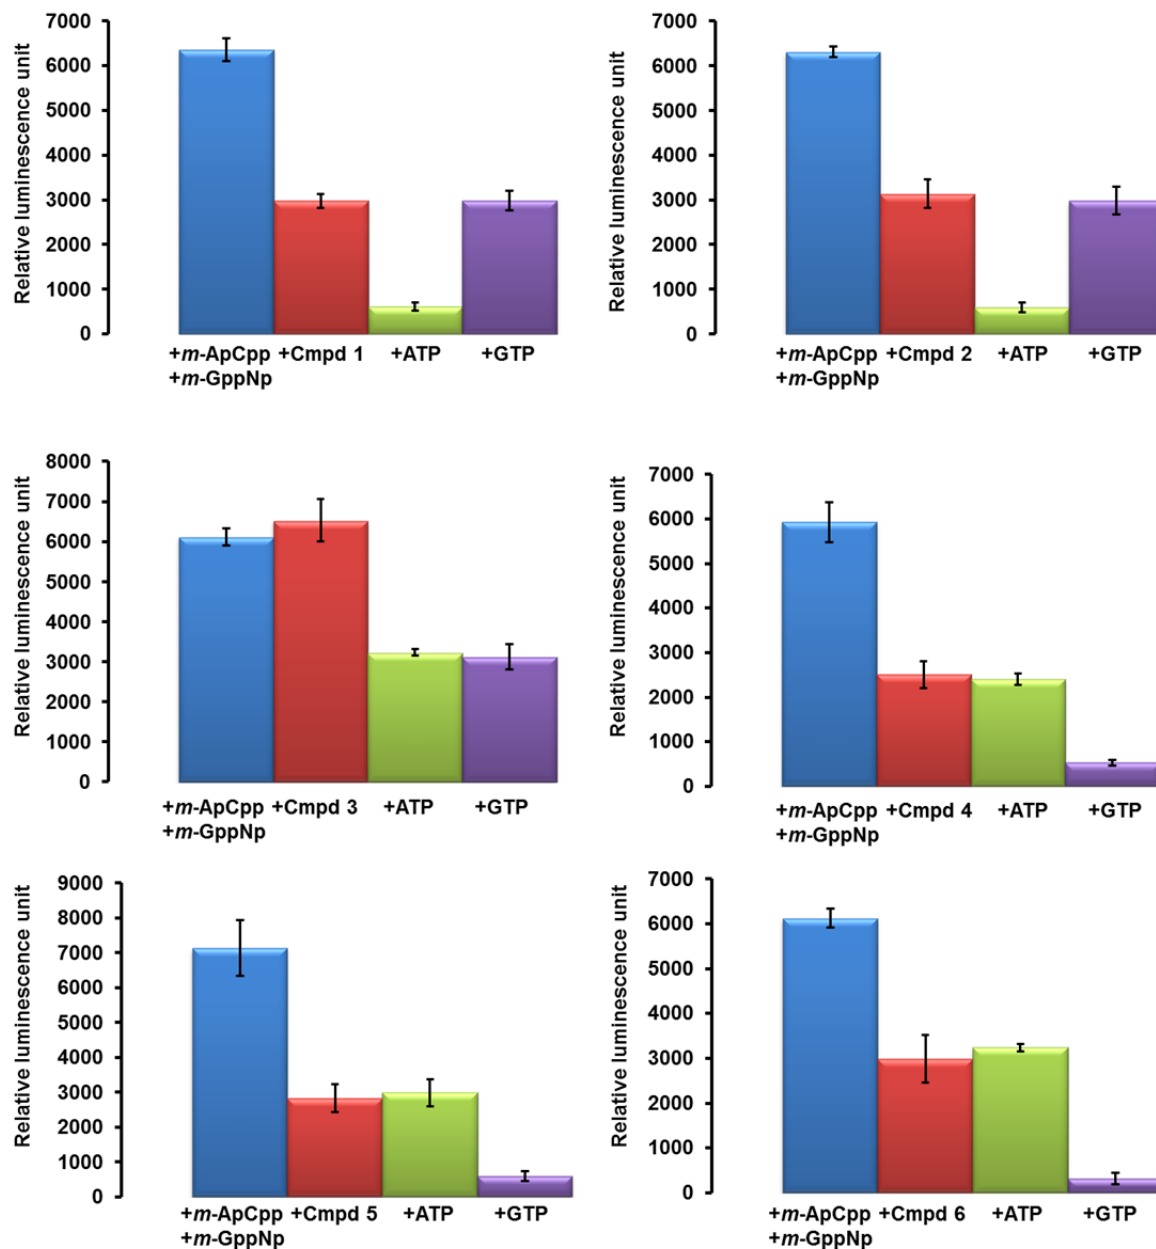 Relative luminescence unit
7000
6000
5000
4000
3000
2000
1000
0
+m-ApCpp +Cmpd 1 +ATP +GTP
+m-GppNp
Relative luminescence unit
7000
6000
5000
4000
3000
2000
1000
0
+m-ApCpp +Cmpd 2 +ATP +GTP
+m-GppNp
Relative luminescence unit
8000
7000
6000
5000
4000
3000
2000
1000
0
+m-ApCpp +Cmpd 3 +ATP +GTP
+m-GppNp
Relative luminescence unit
7000
6000
5000
4000
3000
2000
1000
0
+m-ApCpp +Cmpd 4 +ATP +GTP
+m-GppNp
Relative luminescence unit
9000
8000
7000
6000
5000
4000
3000
2000
1000
0
+m-ApCpp +Cmpd 5 +ATP +GTP
+m-GppNp
Relative luminescence unit
7000
6000
5000
4000
3000
2000
1000
0
+m-ApCpp +Cmpd 6 +ATP +GTP
+m-GppNp